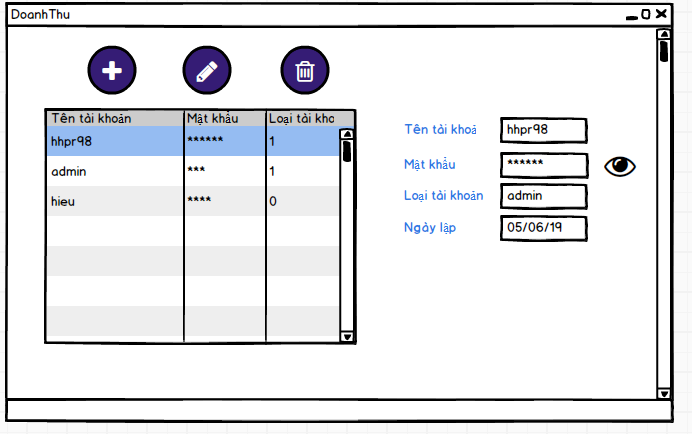 DoanhThu
Tên tài khoản Mật khẩu Loại tài kho
hhpr98 ****** 1
admin *** 1
hieu **** 0
Tên tài khoả hhpr98
Mật khẩu ******
Loại tài khoản admin
Ngày lập 05/06/19